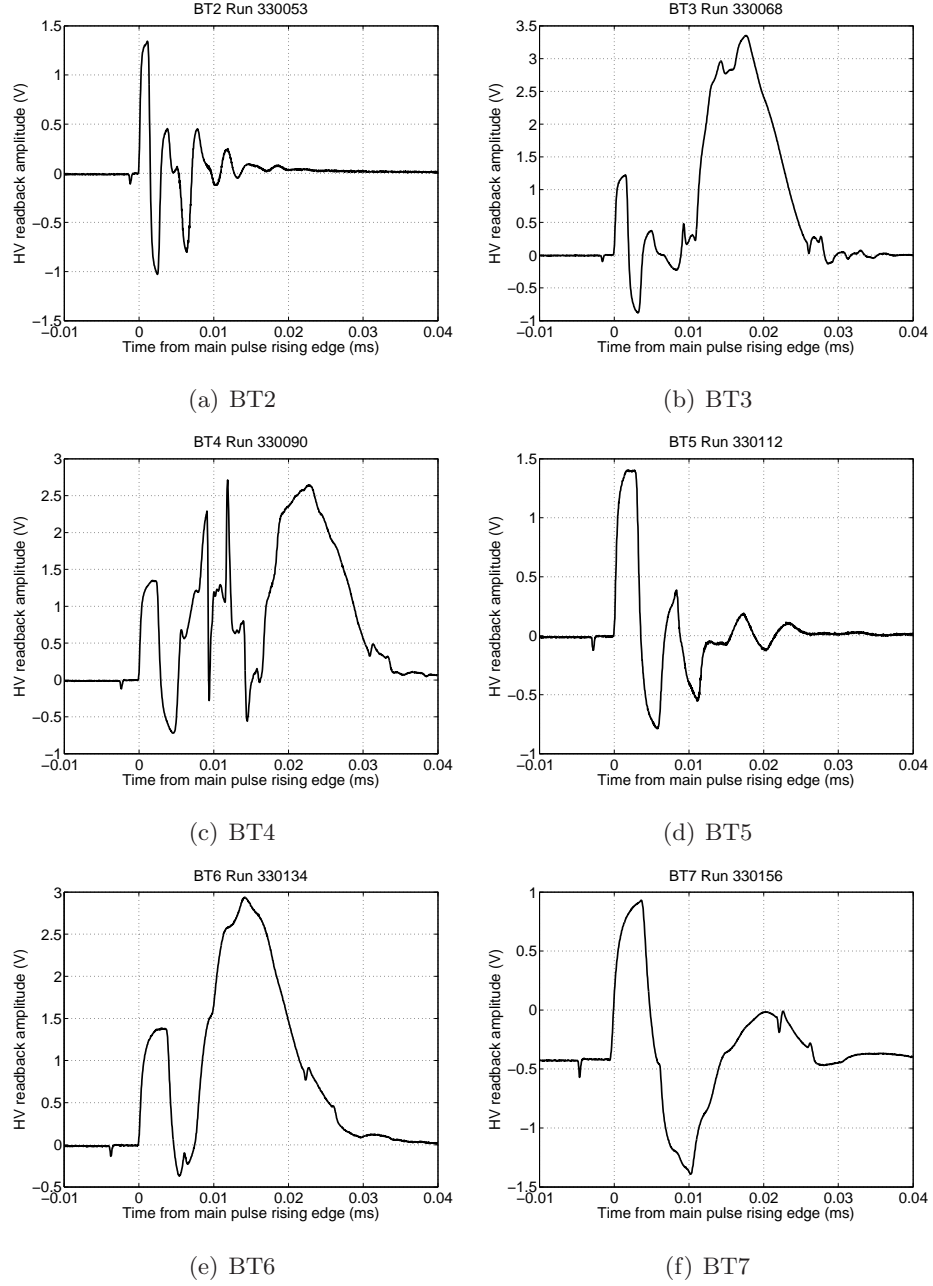 BT2 Run 330053
1.5
1
0.5
0
−0.5
−1
−1.5
HV readback amplitude (V)
−0.01 0 0.01 0.02 0.03 0.04
Time from main pulse rising edge (ms)
(a) BT2
BT3 Run 330068
3.5
3
2.5
2
1.5
1
0.5
0
−0.5
−1
HV readback amplitude (V)
−0.01 0 0.01 0.02 0.03 0.04
Time from main pulse rising edge (ms)
(b) BT3
BT4 Run 330090
3
2.5
2
1.5
1
0.5
0
−0.5
−1
HV readback amplitude (V)
−0.01 0 0.01 0.02 0.03 0.04
Time from main pulse rising edge (ms)
(c) BT4
BT5 Run 330112
1.5
1
0.5
0
−0.5
−1
HV readback amplitude (V)
−0.01 0 0.01 0.02 0.03 0.04
Time from main pulse rising edge (ms)
(d) BT5
BT6 Run 330134
3
2.5
2
1.5
1
0.5
0
−0.5
HV readback amplitude (V)
−0.01 0 0.01 0.02 0.03 0.04
Time from main pulse rising edge (ms)
(e) BT6
BT7 Run 330156
1
0.5
0
−0.5
−1
−1.5
HV readback amplitude (V)
−0.01 0 0.01 0.02 0.03 0.04
Time from main pulse rising edge (ms)
(f) BT7